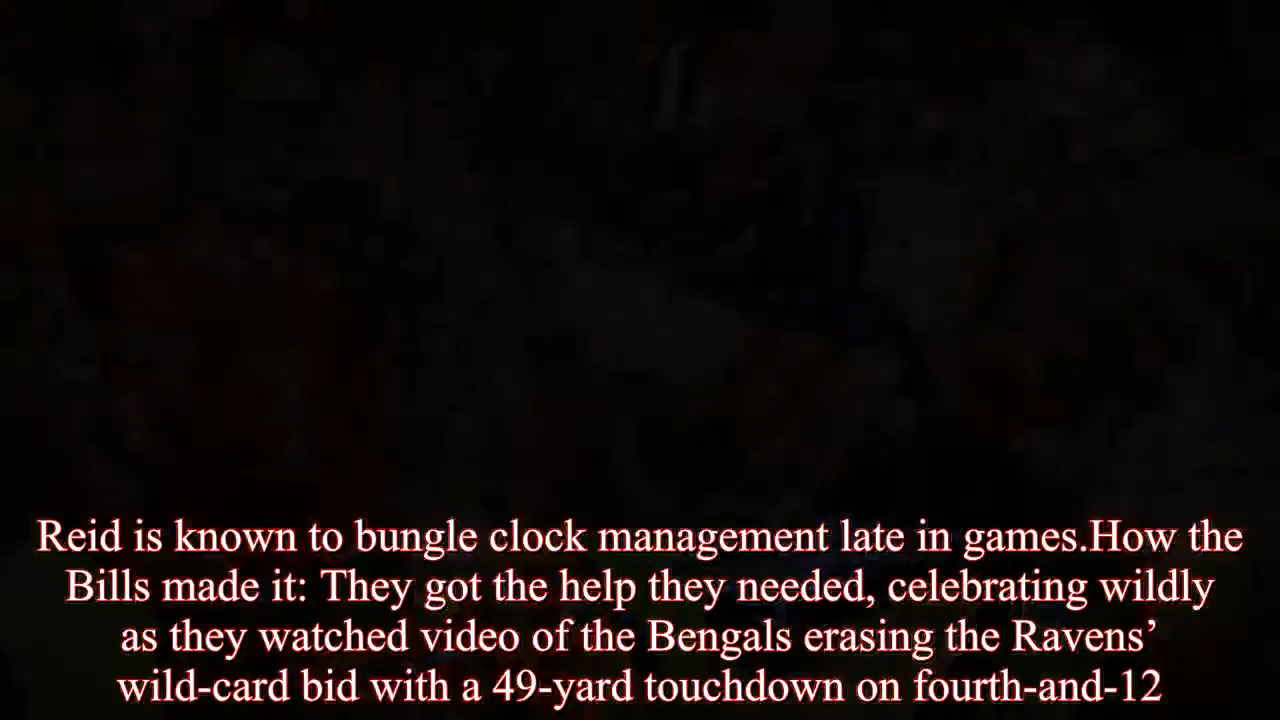 Reid is known to bungle clock management late in games.How the
Bills made it: They got the help they needed, celebrating wildly
as they watched video of the Bengals erasing the Ravens’
wild-card bid with a 49-yard touchdown on fourth-and-12